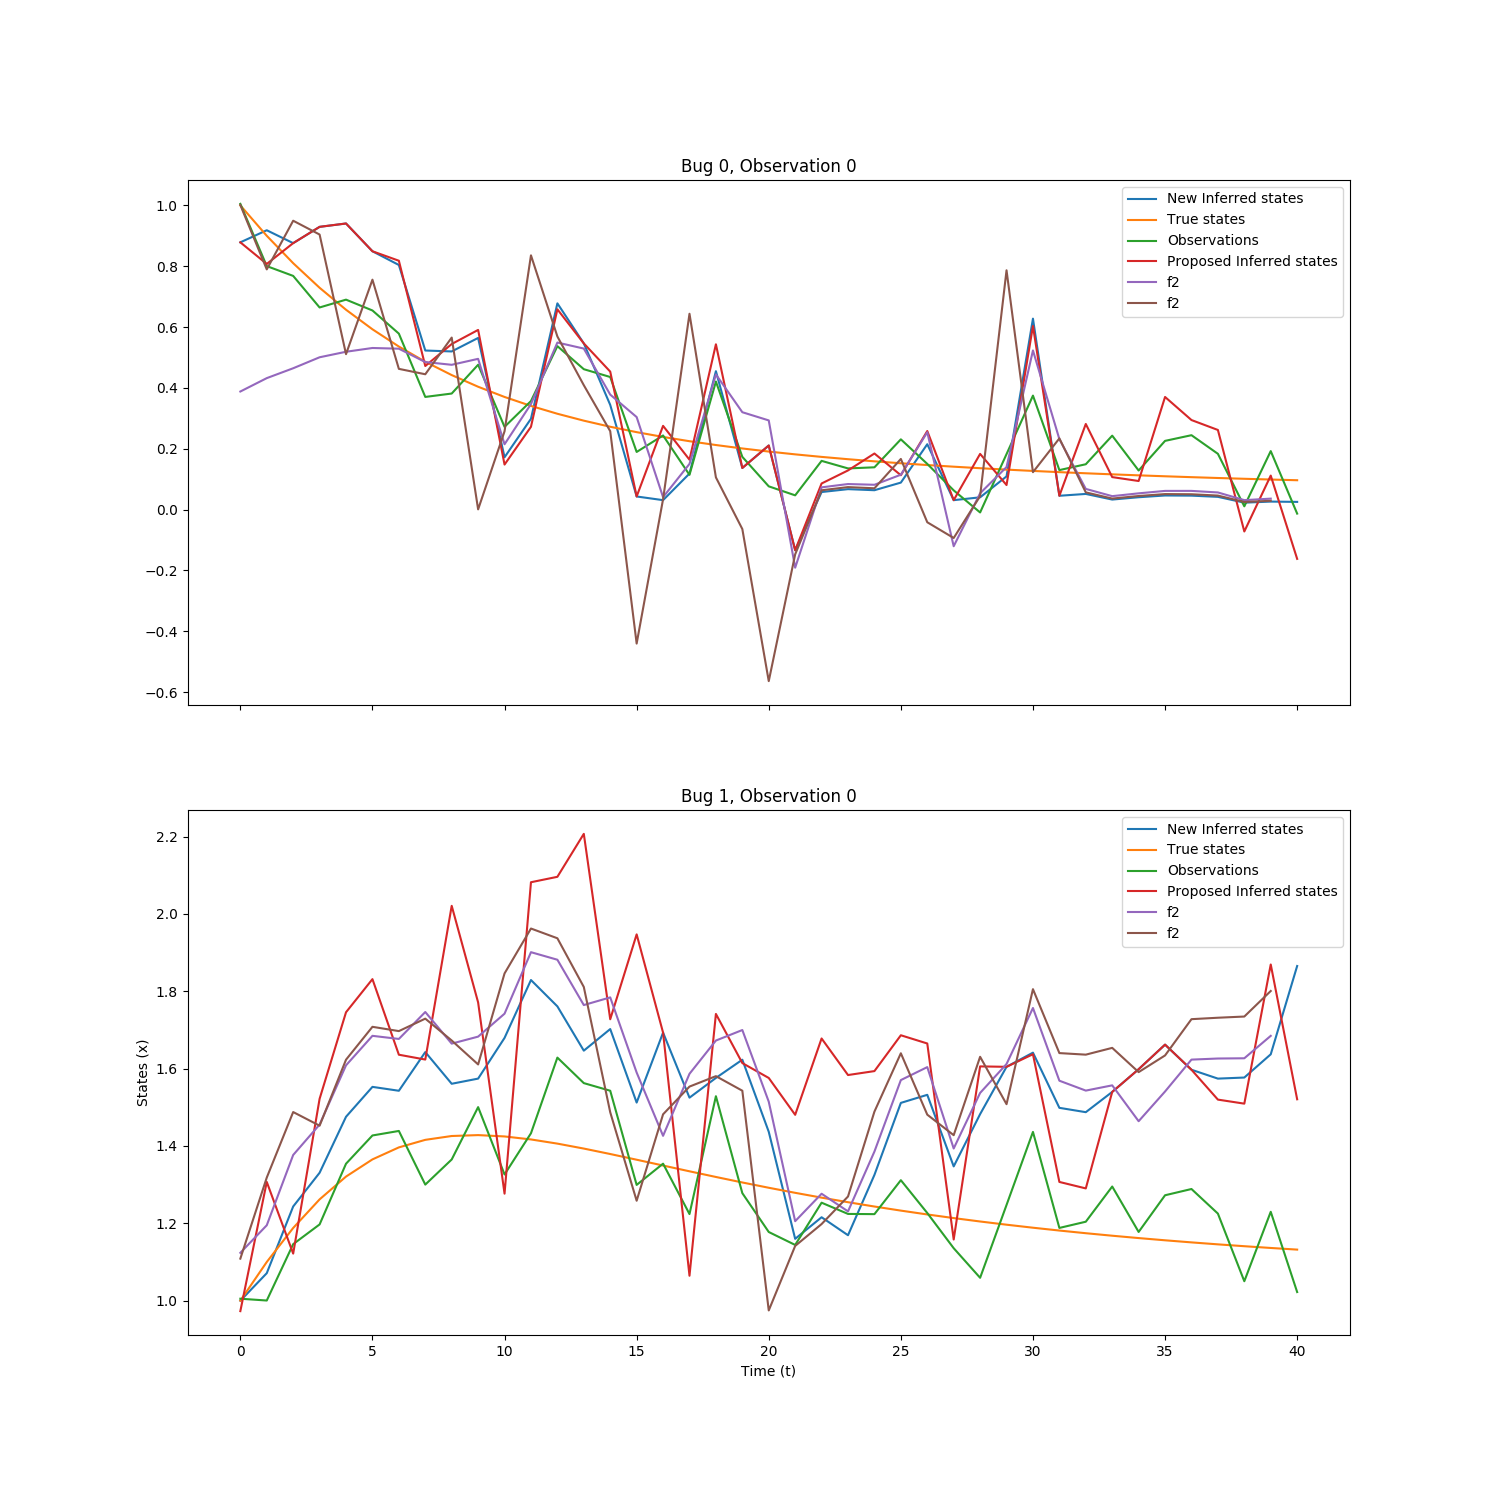 Bug 0, Observation 0
1.0
0.8
0.6
0.4
0.2
0.0
−0.2
−0.4
−0.6
New Inferred states
True states
Observations
Proposed Inferred states
f2
f2
Bug 1, Observation 0
2.2
2.0
1.8
1.6
1.4
1.2
1.0
States (x)
New Inferred states
True states
Observations
Proposed Inferred states
f2
f2
0 5 10 15 20 25 30 35 40
Time (t)